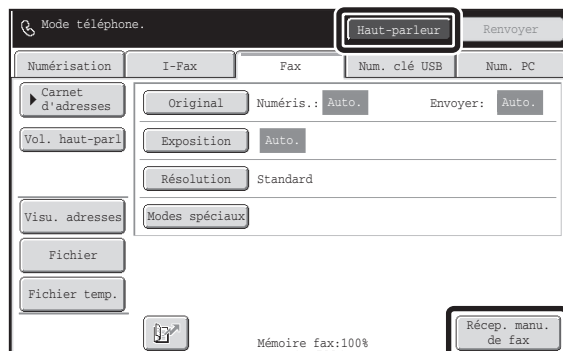 Mode téléphone.
Haut-parleur
Renvoyer
Numérisation
I-Fax
Fax
Num. clé USB
Num. PC
Carnet
d'adresses
Original
Numéris.: Auto.
Envoyer: Auto.
Vol. haut-parl
Exposition
Auto.
Résolution
Standard
Visu. adresses
Modes spéciaux
Fichier
Fichier temp.
Mémoire fax:100%
Récep. manu.
de fax